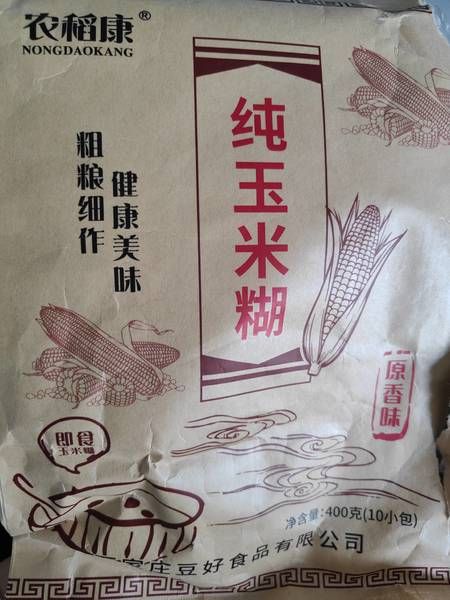 农稻康®
NONGDAOKANG
纯玉米糊
粗粮细作
健康美味
原香味
即食
玉米糊
净含量:400克(10小包)
家庄豆好食品有限公司